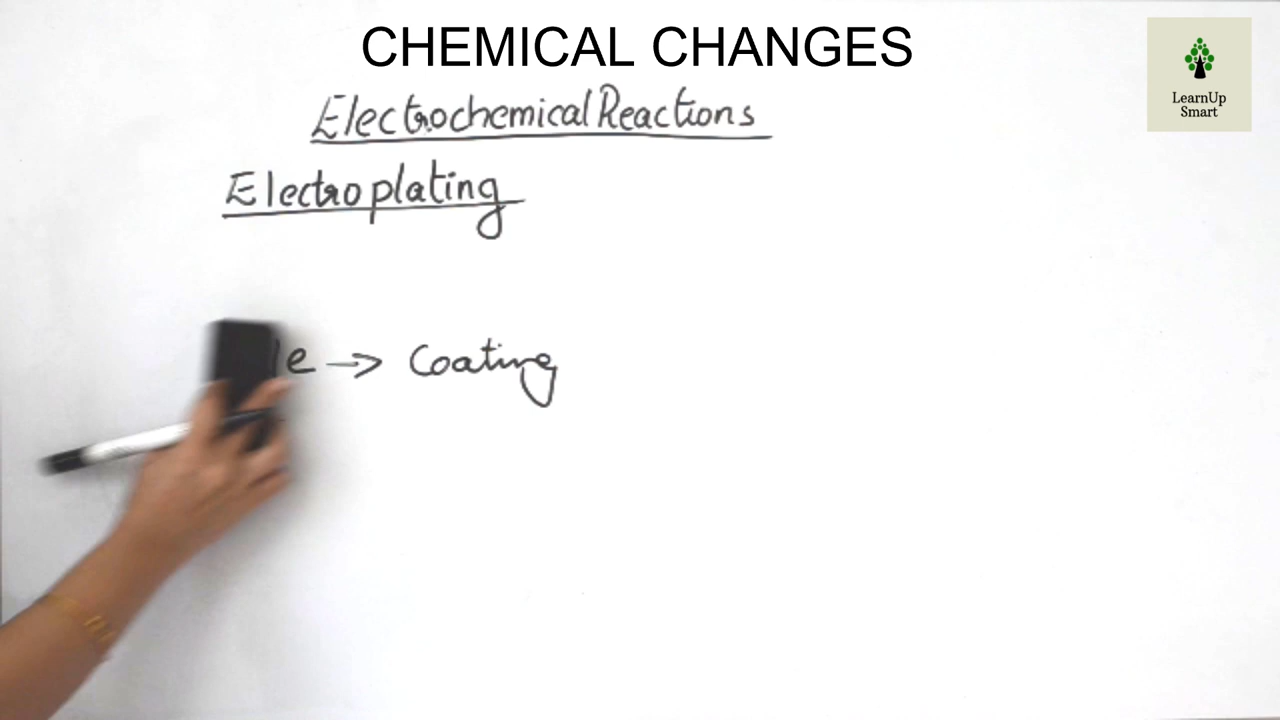 CHEMICAL CHANGES
LearnUp
Smart
Electrochemical Reactions
Electroplating
→ Coating